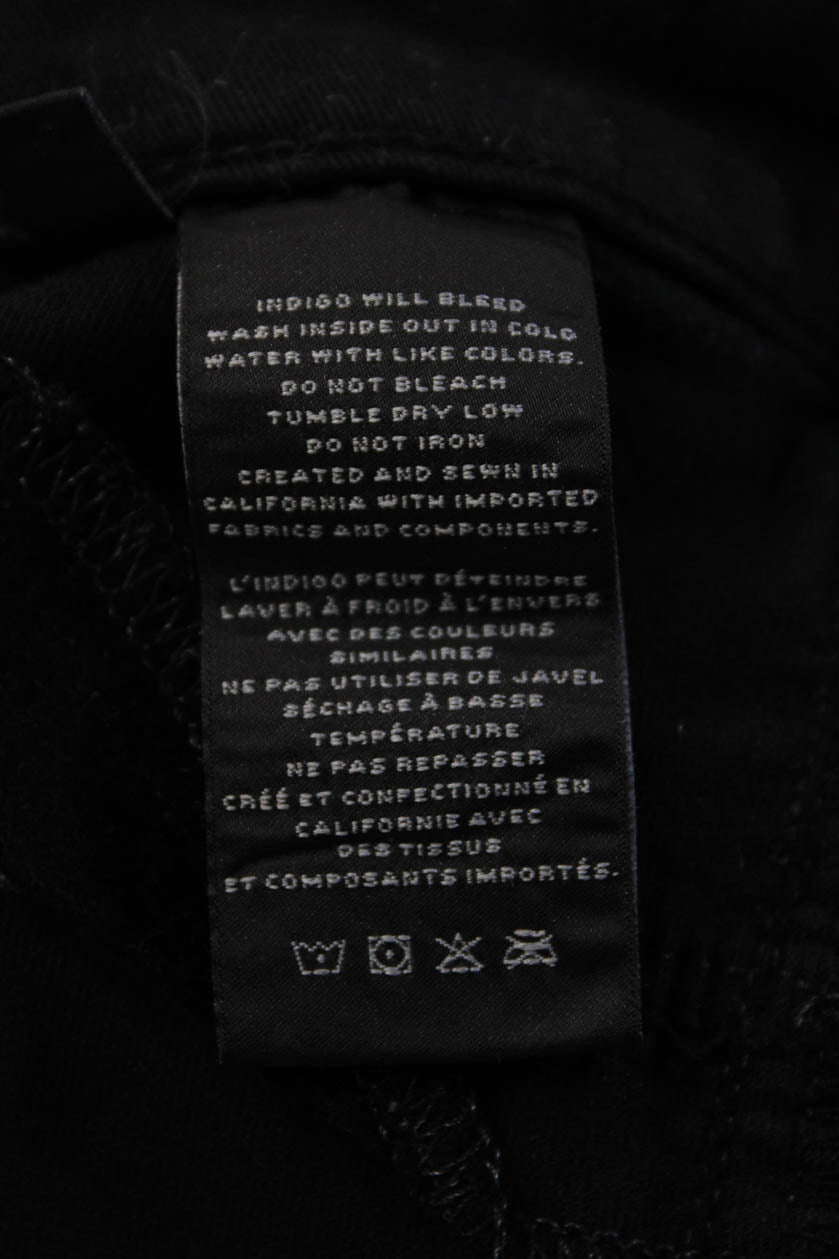 INDIGO WILL BLEED
WASH INSIDE OUT IN COLD
WATER WITH LIKE COLORS.
DO NOT BLEACH
TUMBLE DRY LOW
DO NOT IRON
CREATED AND SEWN IN
CALIFORNIA WITH IMPORTED
FABRICS AND COMPONENTS.
L'INDIGO PEUT DÉTEINDRE
LAVER À FROID À L'ENVERS
AVEC DES COULEURS
SIMILAIRES
NE PAS UTILISER DE JAVEL
SÉCHAGE À BASSE
TEMPÉRATURE
NE PAS REPASSER
CRÉÉ ET CONFECTIONNÉ EN
CALIFORNIE AVEC
DES TISSUS
ET COMPOSANTS IMPORTÉS.